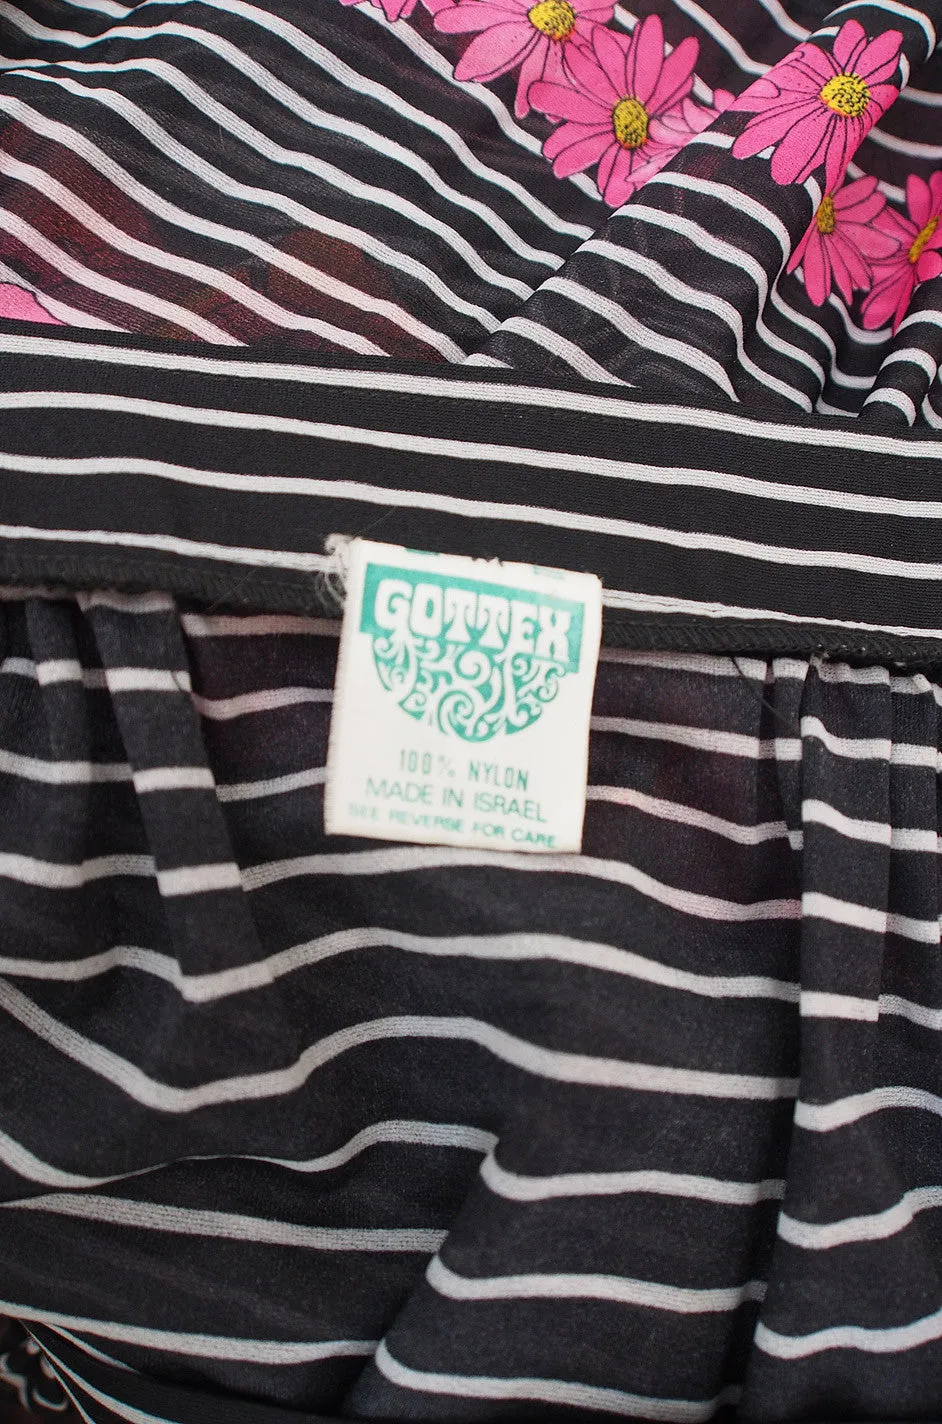 GOTTEX
100% NYLON
MADE IN ISRAEL
SEE REVERSE FOR CARE